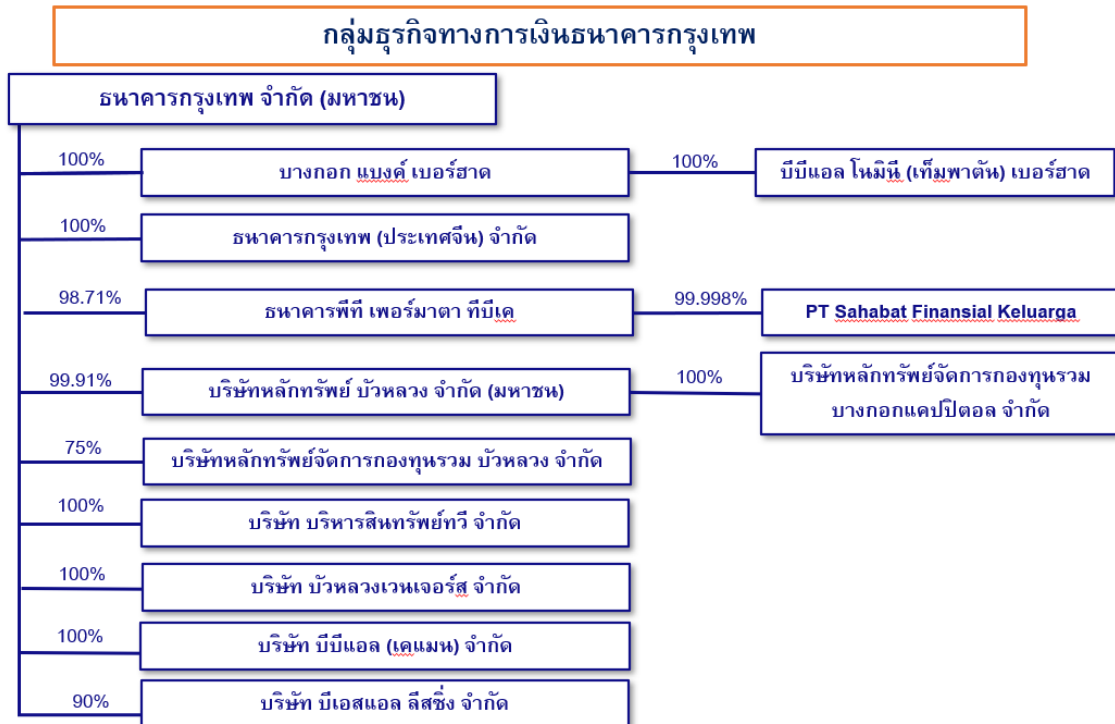 กลุ่มธุรกิจทางการเงินธนาคารกรุงเทพ
ธนาคารกรุงเทพ จำกัด (มหาชน)
100%
บางกอก แบงค์ เบอร์ฮาด
100%
บีบีแอล โนมินี (เท็มพาตัน) เบอร์ฮาด
100%
ธนาคารกรุงเทพ (ประเทศจีน) จำกัด
98.71%
ธนาคารพีที เพอร์มาตา ทีบีเค
99.998%
PT Sahabat Finansial Keluarga
99.91%
บริษัทหลักทรัพย์ บัวหลวง จำกัด (มหาชน)
100%
บริษัทหลักทรัพย์จัดการกองทุนรวม
บางกอกแคปปิตอล จำกัด
75%
บริษัทหลักทรัพย์จัดการกองทุนรวม บัวหลวง จำกัด
100%
บริษัท บริหารสินทรัพย์ทวี จำกัด
100%
บริษัท บัวหลวงเวนเจอร์ส จำกัด
100%
บริษัท บีบีแอล (เคแมน) จำกัด
90%
บริษัท บีเอสแอล ลีสซิ่ง จำกัด